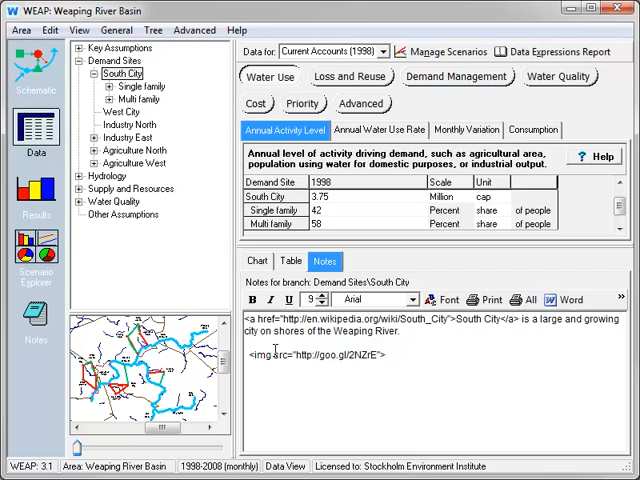 WEAP: Weaping River Basin
Area Edit View General Tree Advanced Help
Schematic
Data
Results
Scenario
Explorer
Notes
Key Assumptions
Demand Sites
South City
Single family
Multi family
West City
Industry North
Industry East
Agriculture North
Agriculture West
Hydrology
Supply and Resources
Water Quality
Other Assumptions
Data for: Current Accounts (1998) Manage Scenarios Data Expressions Report
Water Use Loss and Reuse Demand Management Water Quality
Cost Priority Advanced
Annual Activity Level Annual Water Use Rate Monthly Variation Consumption
Annual level of activity driving demand, such as agricultural area,
population using water for domestic purposes, or industrial output.
? Help
Demand Site 1998 Scale Unit
South City 3.75 Million cap
Single family 42 Percent share of people
Multi family 58 Percent share of people
Chart Table Notes
Notes for branch: Demand Sites\South City
B I U 9 Arial Font Print All Word »
<a href="http://en.wikipedia.org/wiki/South_City">South City</a> is a large and growing
city on shores of the Weaping River.
<img src="http://goo.gl/2NZrE">
WEAP: 3.1 Area: Weaping River Basin 1998-2008 (monthly) Data View Licensed to: Stockholm Environment Institute